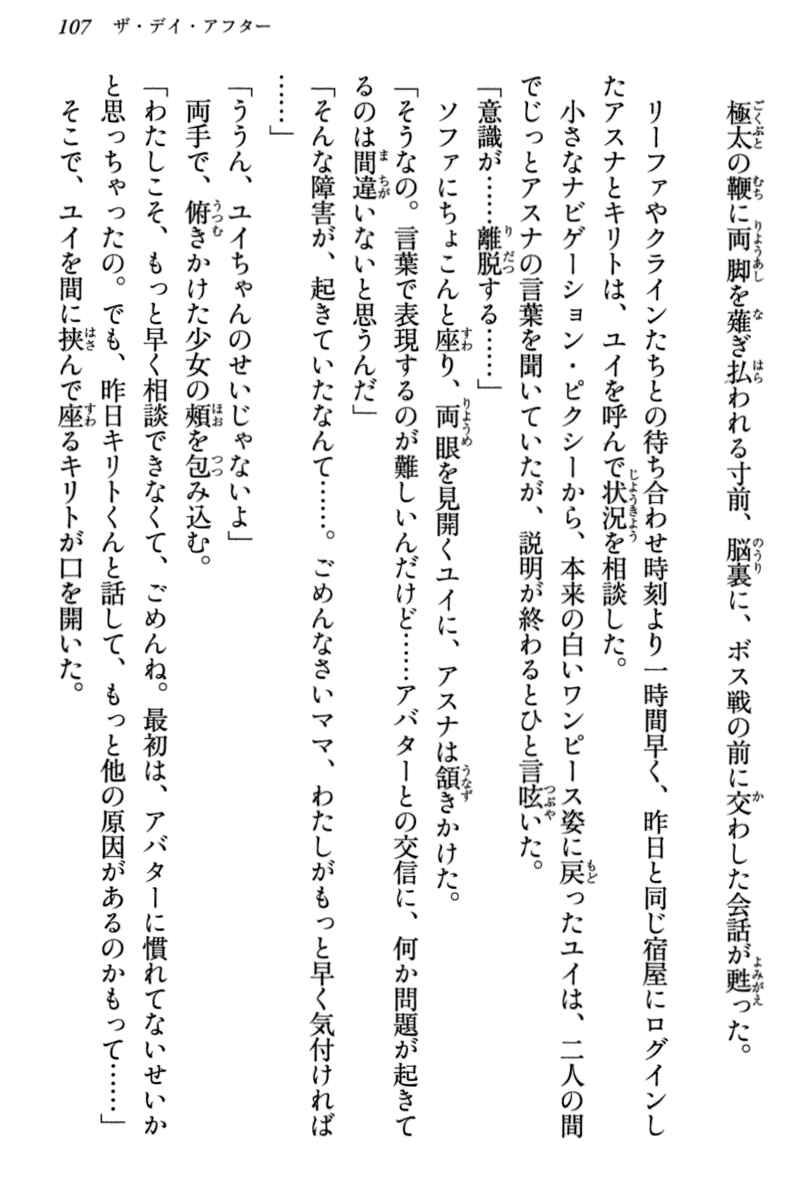 107 ザ・デイ・アフター
極太の鞭に両脚を薙ぎ払われる寸前、脳裏に、ボス戦の前に交わした会話が甦った。
リーファやクラインたちとの待ち合わせ時刻より一時間早く、昨日と同じ宿屋にログインし
たアスナとキリトは、ユイを呼んで状況を相談した。
小さなナビゲーション・ピクシーから、本来の白いワンピース姿に戻ったユイは、二人の間
でじっとアスナの言葉を聞いていたが、説明が終わるとひと言呟いた。
「意識が……離脱する……」
ソファにちょこんと座り、両眼を見開くユイに、アスナは頷きかけた。
「そうなの。言葉で表現するのが難しいんだけど……アバターとの交信に、何か問題が起きて
るのは間違いないと思うんだ」
「そんな障害が、起きていたなんて……。ごめんなさいママ、わたしがもっと早く気付ければ
……」
「ううん、ユイちゃんのせいじゃないよ」
両手で、俯きかけた少女の頰を包み込む。
「わたしこそ、もっと早く相談できなくて、ごめんね。最初は、アバターに慣れてないせいか
と思っちゃったの。でも、昨日キリトくんと話して、もっと他の原因があるのかもって……」
そこで、ユイを間に挟んで座るキリトが口を開いた。